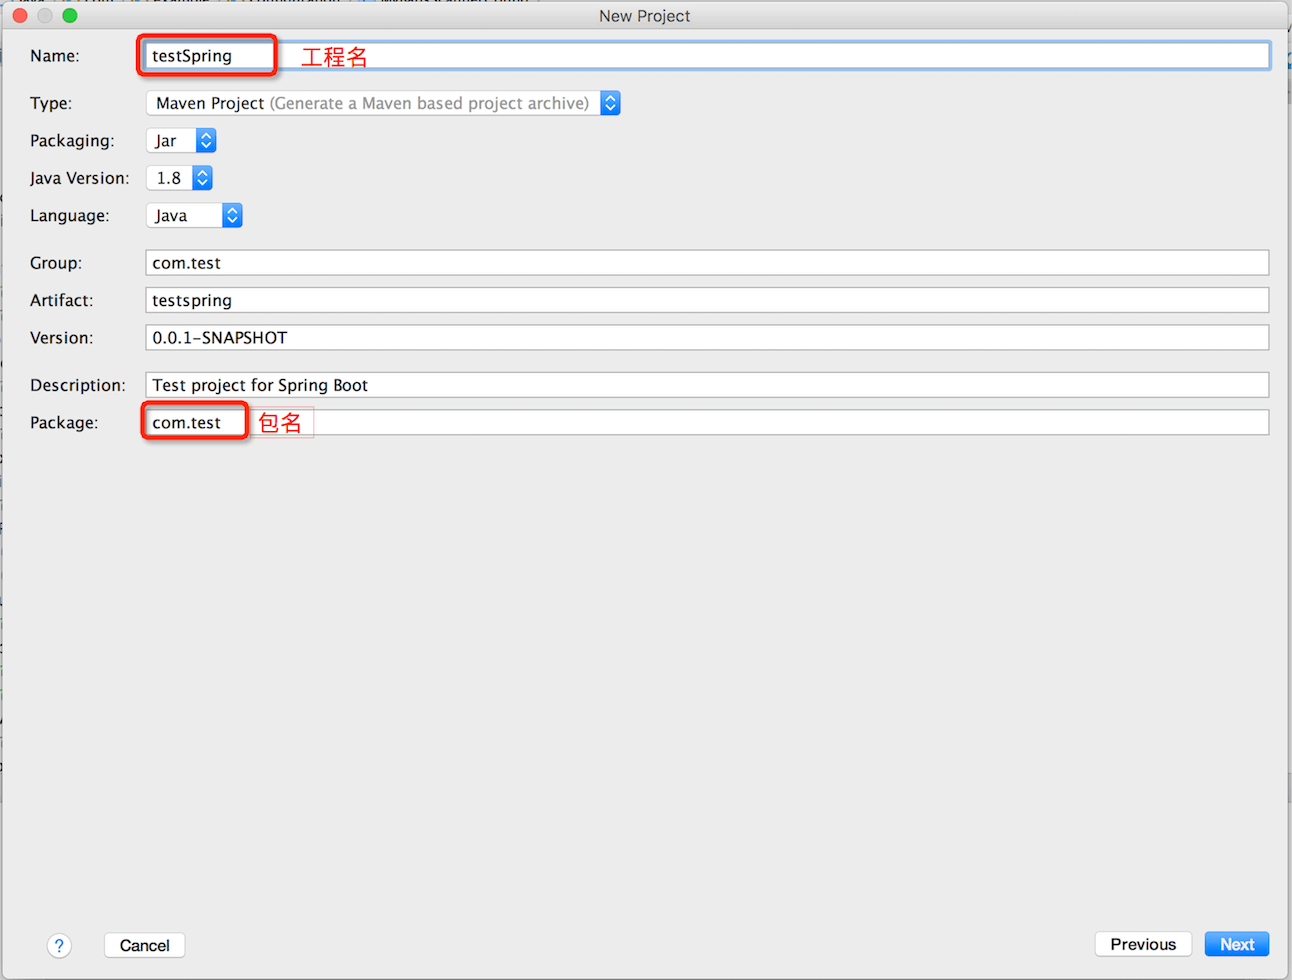 New Project
Name: testSpring 工程名
Type: Maven Project (Generate a Maven based project archive)
Packaging: Jar
Java Version: 1.8
Language: Java
Group: com.test
Artifact: testspring
Version: 0.0.1-SNAPSHOT
Description: Test project for Spring Boot
Package: com.test 包名
? Cancel Previous Next